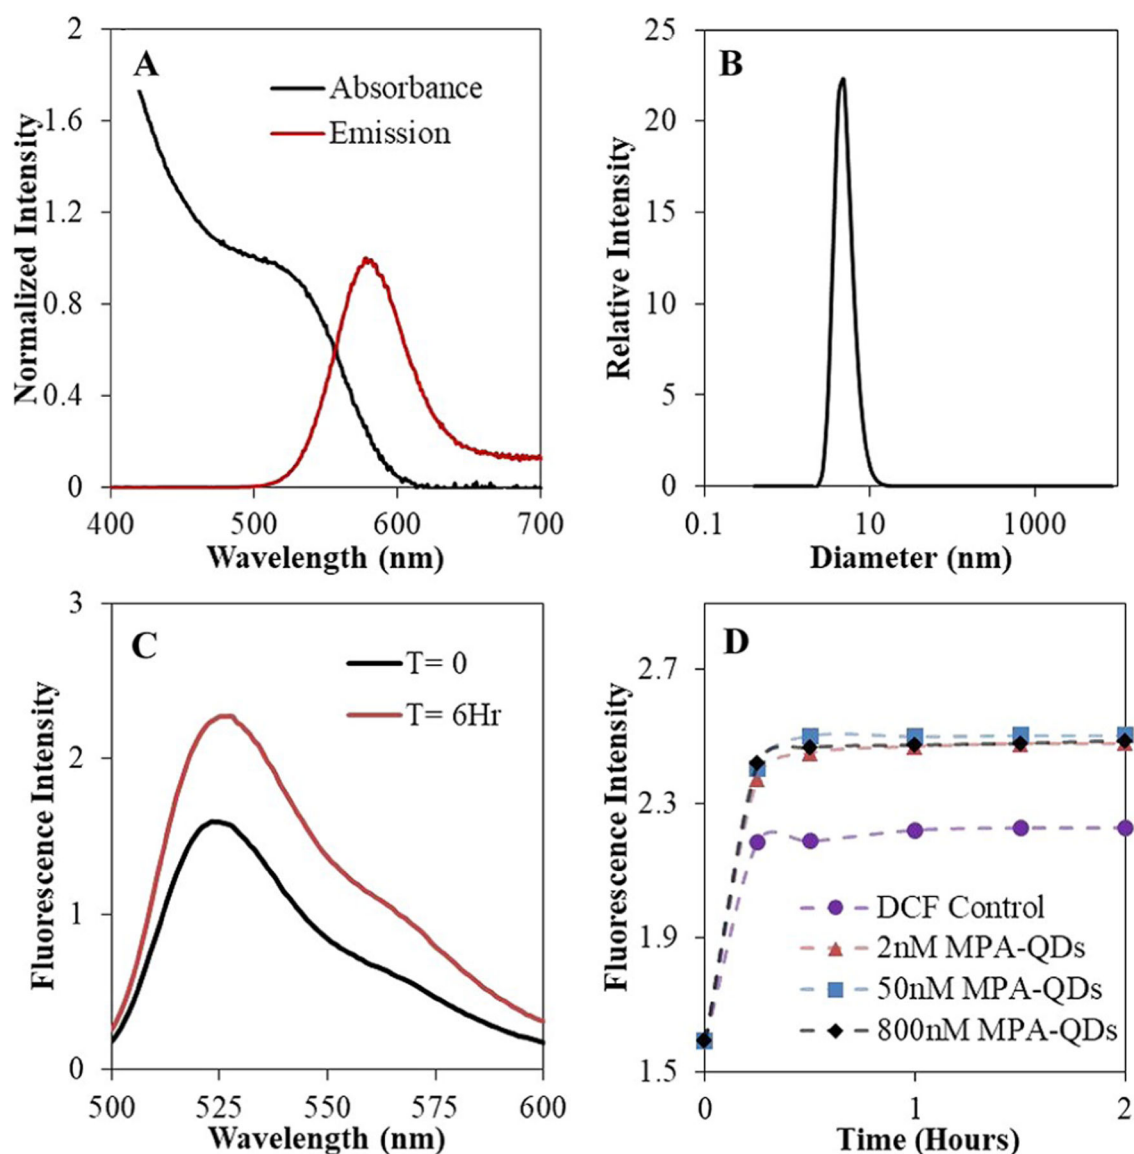 A
Absorbance
Emission
Normalized Intensity
2
1.6
1.2
0.8
0.4
0
400 500 600 700
Wavelength (nm)
B
Relative Intensity
25
20
15
10
5
0
0.1 10 1000
Diameter (nm)
C
T= 0
T= 6Hr
Fluorescence Intensity
3
2
1
0
500 525 550 575 600
Wavelength (nm)
D
Fluorescence Intensity
2.7
2.3
1.9
1.5
DCF Control
2nM MPA-QDs
50nM MPA-QDs
800nM MPA-QDs
0 1 2
Time (Hours)